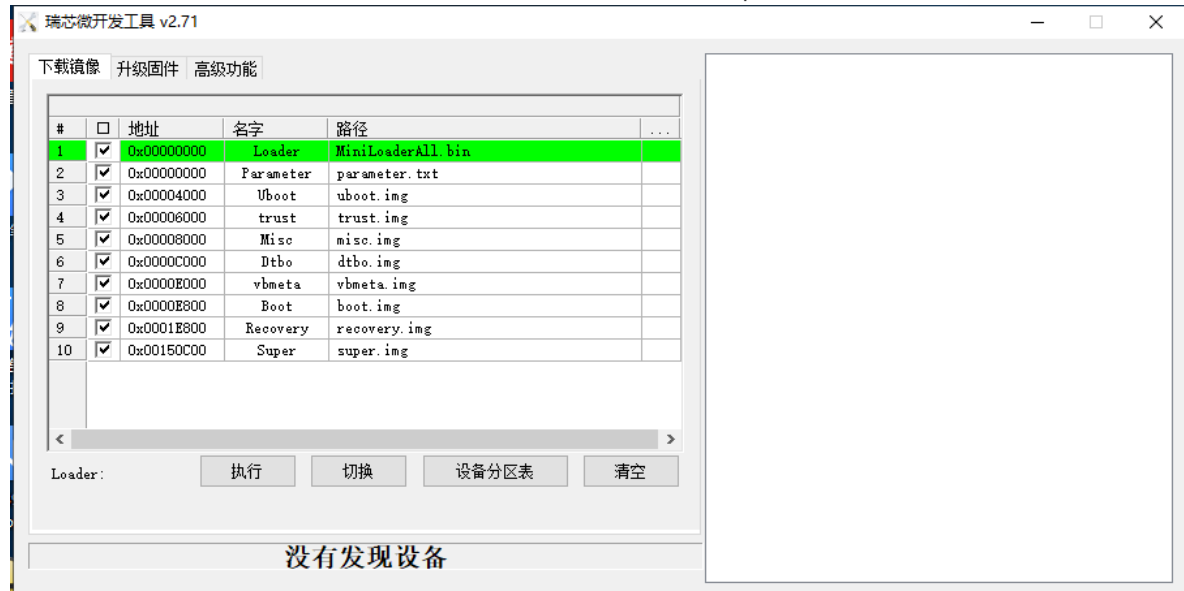 瑞芯微开发工具 v2.71
下载镜像 升级固件 高级功能
# 地址 名字 路径 ...
1 0x00000000 Loader MiniLoaderAll.bin
2 0x00000000 Parameter parameter.txt
3 0x00004000 Uboot uboot.img
4 0x00006000 trust trust.img
5 0x00008000 Misc misc.img
6 0x0000C000 Dtbo dtbo.img
7 0x0000E000 vbmeta vbmeta.img
8 0x0000E800 Boot boot.img
9 0x0001E800 Recovery recovery.img
10 0x00150C00 Super super.img
Loader: 执行 切换 设备分区表 清空
没有发现设备